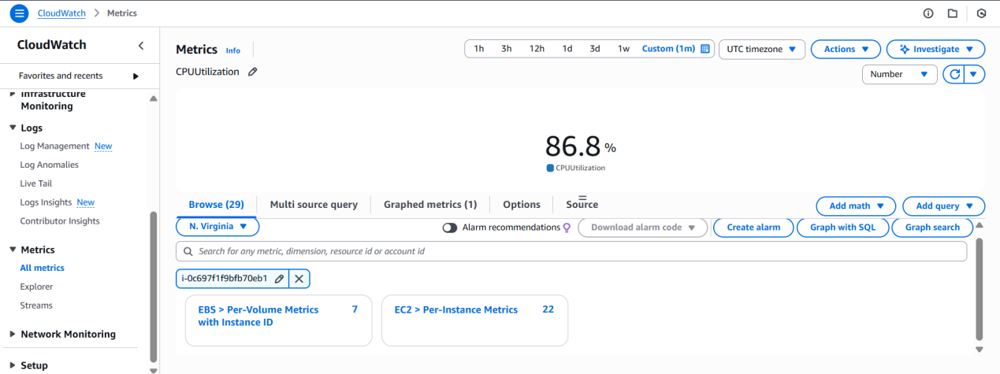 CloudWatch > Metrics
CloudWatch
Favorites and recents
Infrastructure
Monitoring
Logs
Log Management New
Log Anomalies
Live Tail
Logs Insights New
Contributor Insights
Metrics
All metrics
Explorer
Streams
Network Monitoring
Setup
Metrics Info
1h 3h 12h 1d 3d 1w Custom (1m)
UTC timezone
Actions
Investigate
CPUUtilization
Number
86.8 %
CPUUtilization
Browse (29) Multi source query Graphed metrics (1) Options Source
Add math Add query
N. Virginia
Alarm recommendations
Download alarm code
Create alarm
Graph with SQL
Graph search
Search for any metric, dimension, resource id or account id
i-0c697f1f9bfb70eb1
EBS > Per-Volume Metrics 7
with Instance ID
EC2 > Per-Instance Metrics 22